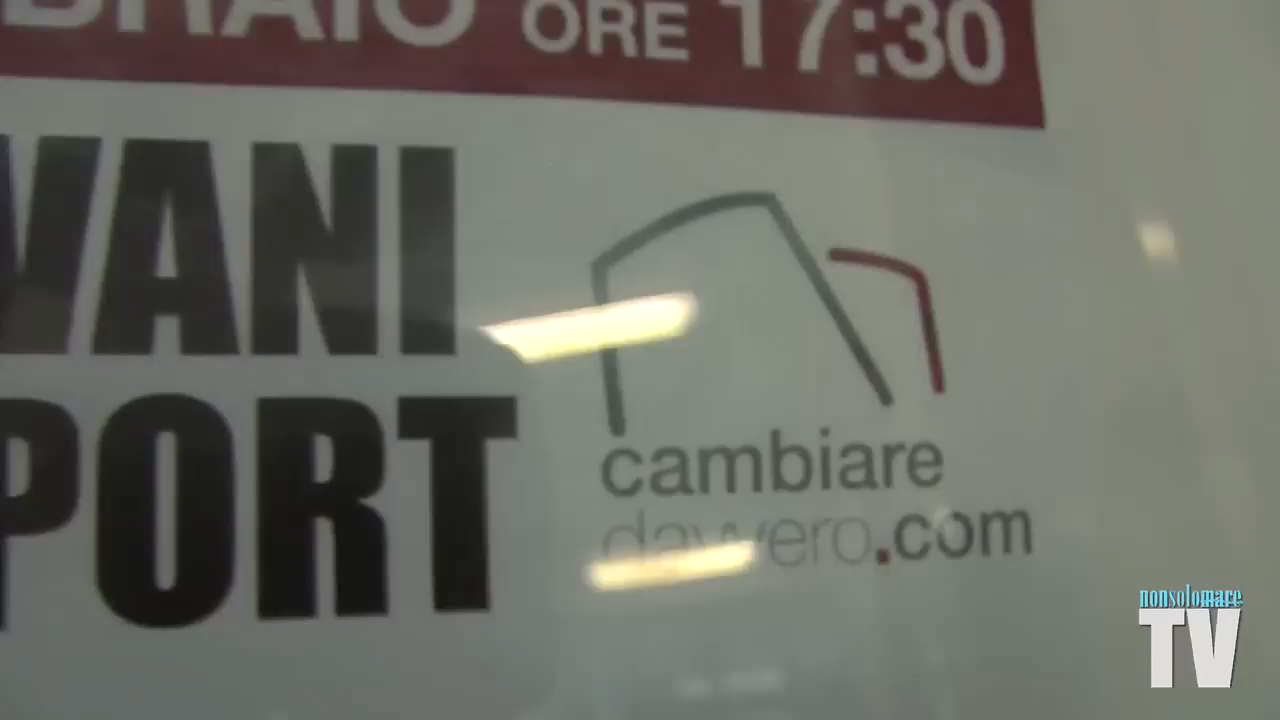 BRAIO ORE 17:30
VANI
PORT
cambiare
davvero.com
nonsolomare
TV